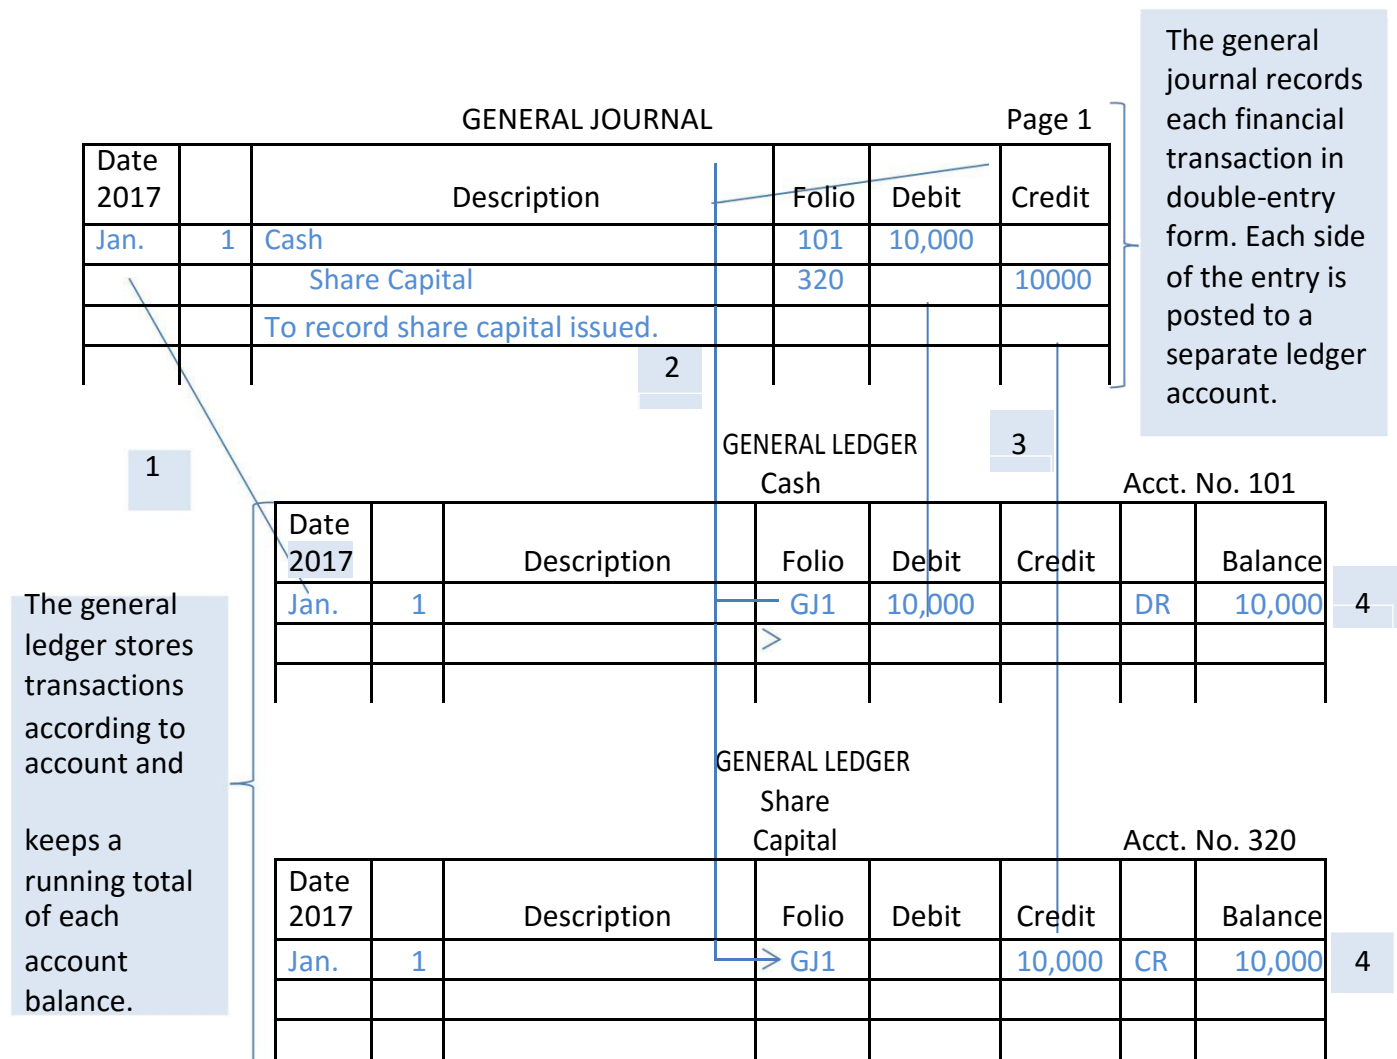 The general
journal records
each financial
transaction in
double-entry
form. Each side
of the entry is
posted to a
separate ledger
account.
GENERAL JOURNAL Page 1
Date
2017 Description Folio Debit Credit
Jan. 1 Cash 101 10,000
Share Capital 320 10000
To record share capital issued.
2
1
3
GENERAL LEDGER
Cash Acct. No. 101
Date
2017 Description Folio Debit Credit Balance
Jan. 1 GJ1 10,000 DR 10,000 4
The general
ledger stores
transactions
according to
account and
keeps a
running total
of each
account
balance.
GENERAL LEDGER
Share
Capital Acct. No. 320
Date
2017 Description Folio Debit Credit Balance
Jan. 1 GJ1 10,000 CR 10,000 4